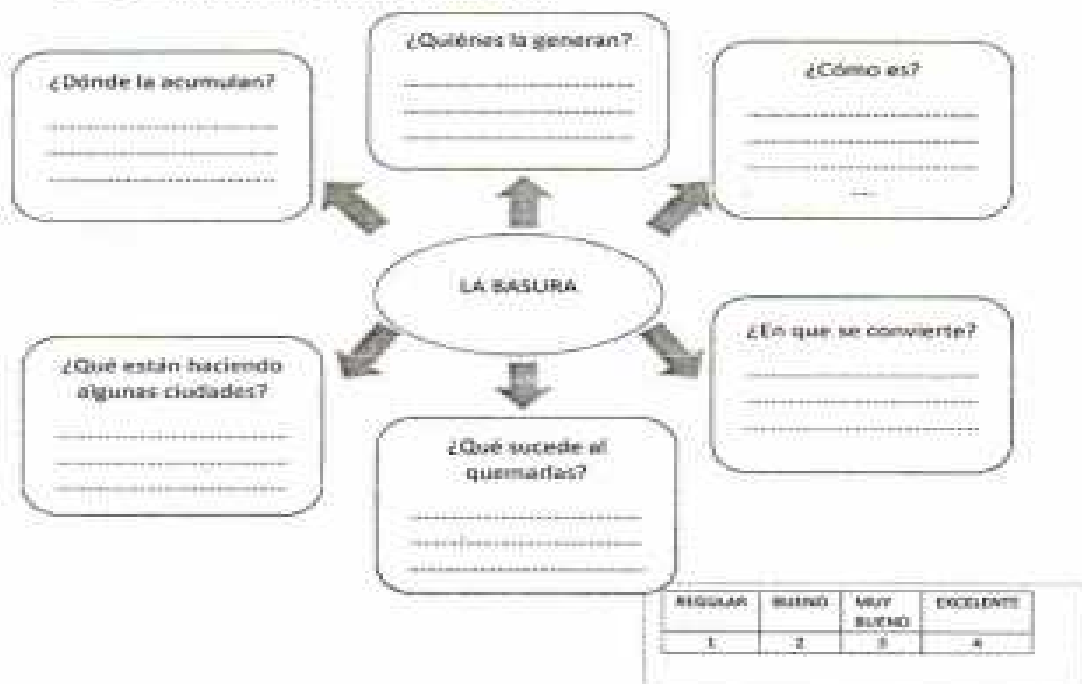 ¿Quiénes la generan?
¿Dónde la acumulan?
¿Cómo es?
LA BASURA
¿En que se convierte?
¿Qué están haciendo
algunas ciudades?
¿Qué sucede al
quemarlas?
REGULAR BUENO MUY BUENO EXCELENTE
1 2 3 4